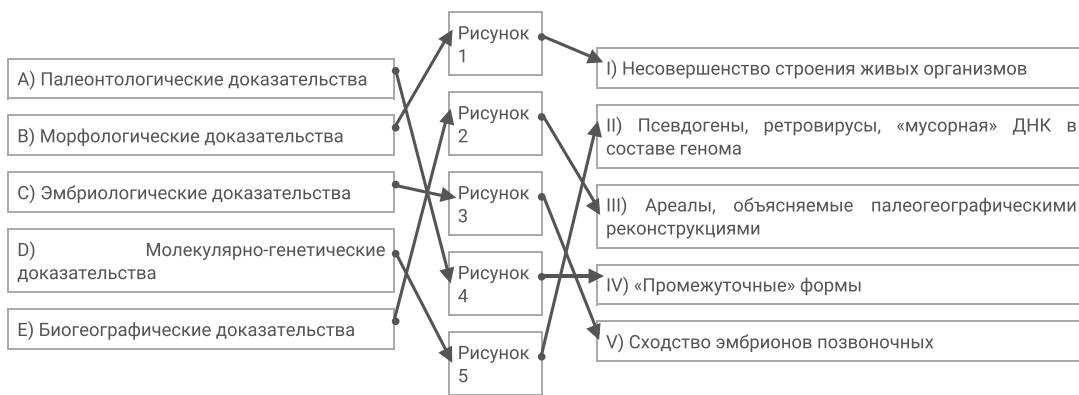 А) Палеонтологические доказательства
В) Морфологические доказательства
С) Эмбриологические доказательства
D) Молекулярно-генетические
доказательства
Е) Биогеографические доказательства
Рисунок
1
Рисунок
2
Рисунок
3
Рисунок
4
Рисунок
5
I) Несовершенство строения живых организмов
II) Псевдогены, ретровирусы, «мусорная» ДНК в
составе генома
III) Ареалы, объясняемые палеогеографическими
реконструкциями
IV) «Промежуточные» формы
V) Сходство эмбрионов позвоночных